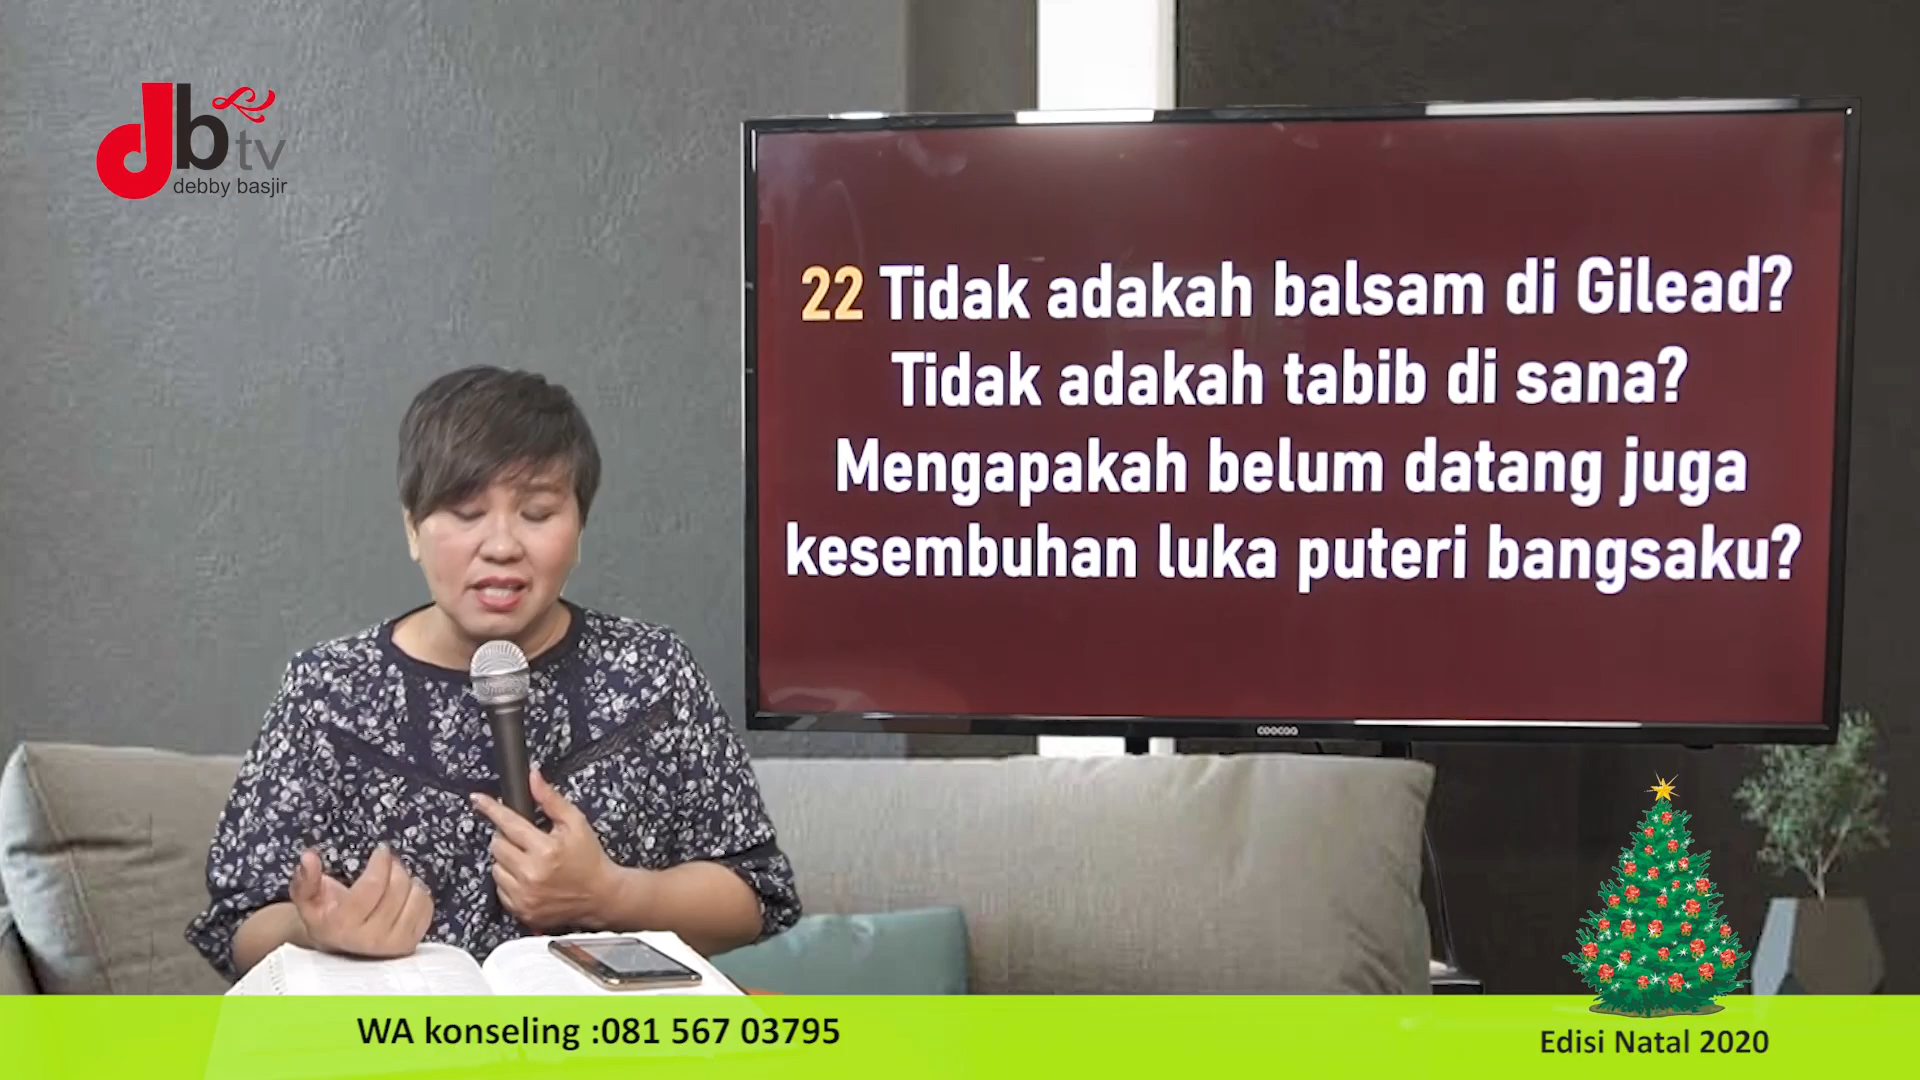 db tv
debby basjir
22 Tidak adakah balsam di Gilead?
Tidak adakah tabib di sana?
Mengapakah belum datang juga
kesembuhan luka puteri bangsaku?
coocaa
WA konseling :081 567 03795
Edisi Natal 2020